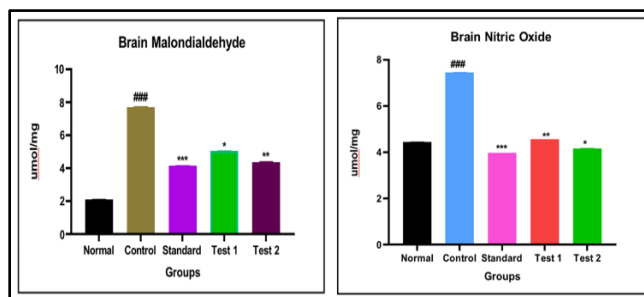 Brain Malondialdehyde
10
8
6
4
2
0
umol/mg
###
***
*
**
Normal Control Standard Test 1 Test 2
Groups
Brain Nitric Oxide
8
6
4
2
0
umol/mg
###
***
**
*
Normal Control Standard Test 1 Test 2
Groups